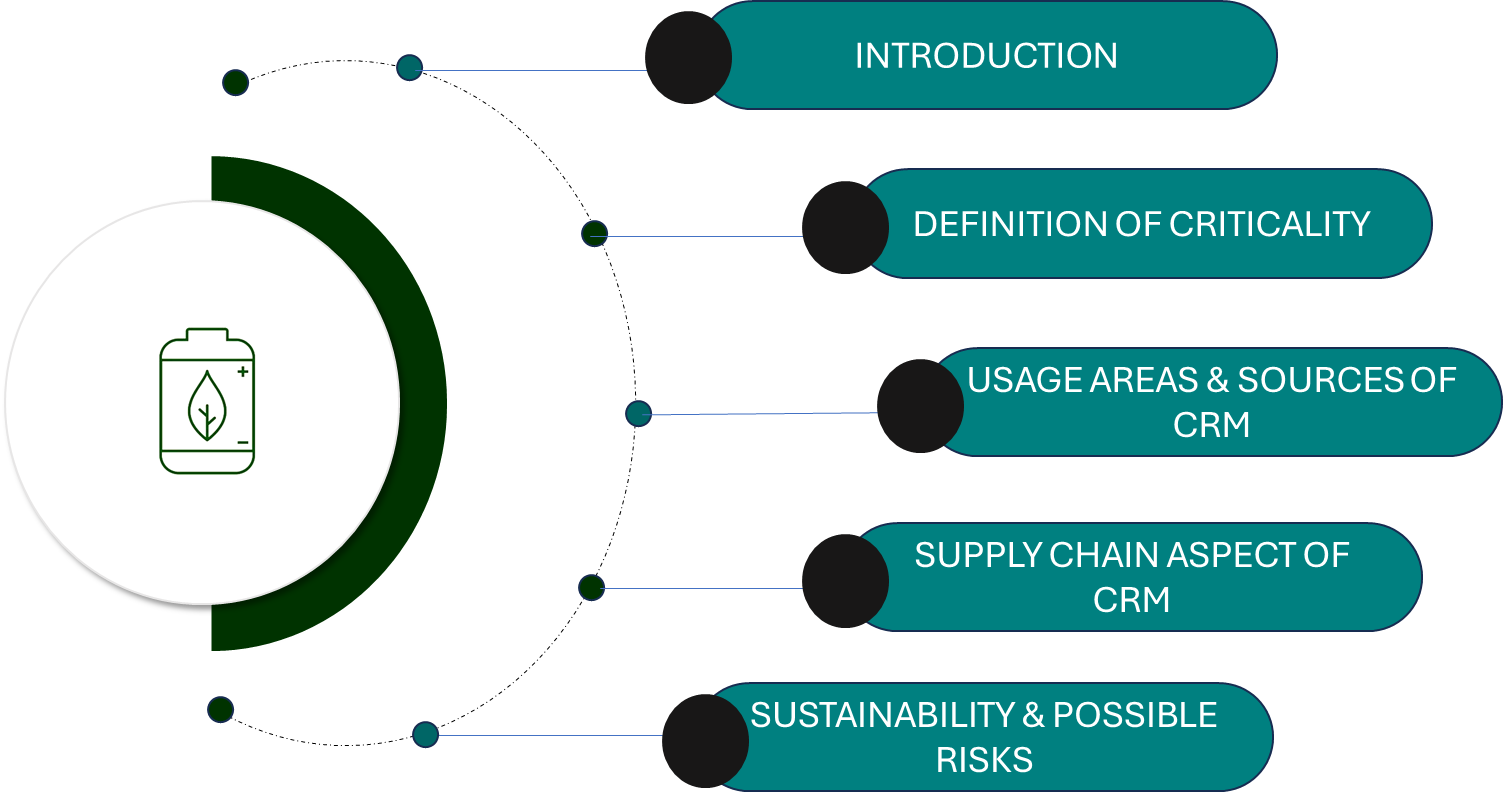 INTRODUCTION
DEFINITION OF CRITICALITY
USAGE AREAS & SOURCES OF
CRM
SUPPLY CHAIN ASPECT OF
CRM
SUSTAINABILITY & POSSIBLE
RISKS